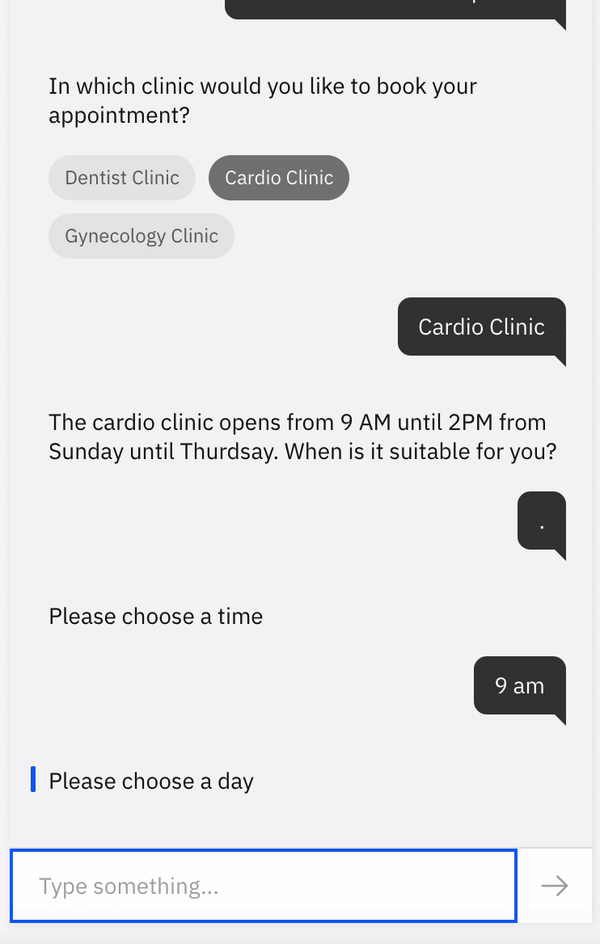 In which clinic would you like to book your
appointment?
Dentist Clinic
Cardio Clinic
Gynecology Clinic
Cardio Clinic
The cardio clinic opens from 9 AM until 2PM from
Sunday until Thurdsay. When is it suitable for you?
.
Please choose a time
9 am
Please choose a day
Type something...